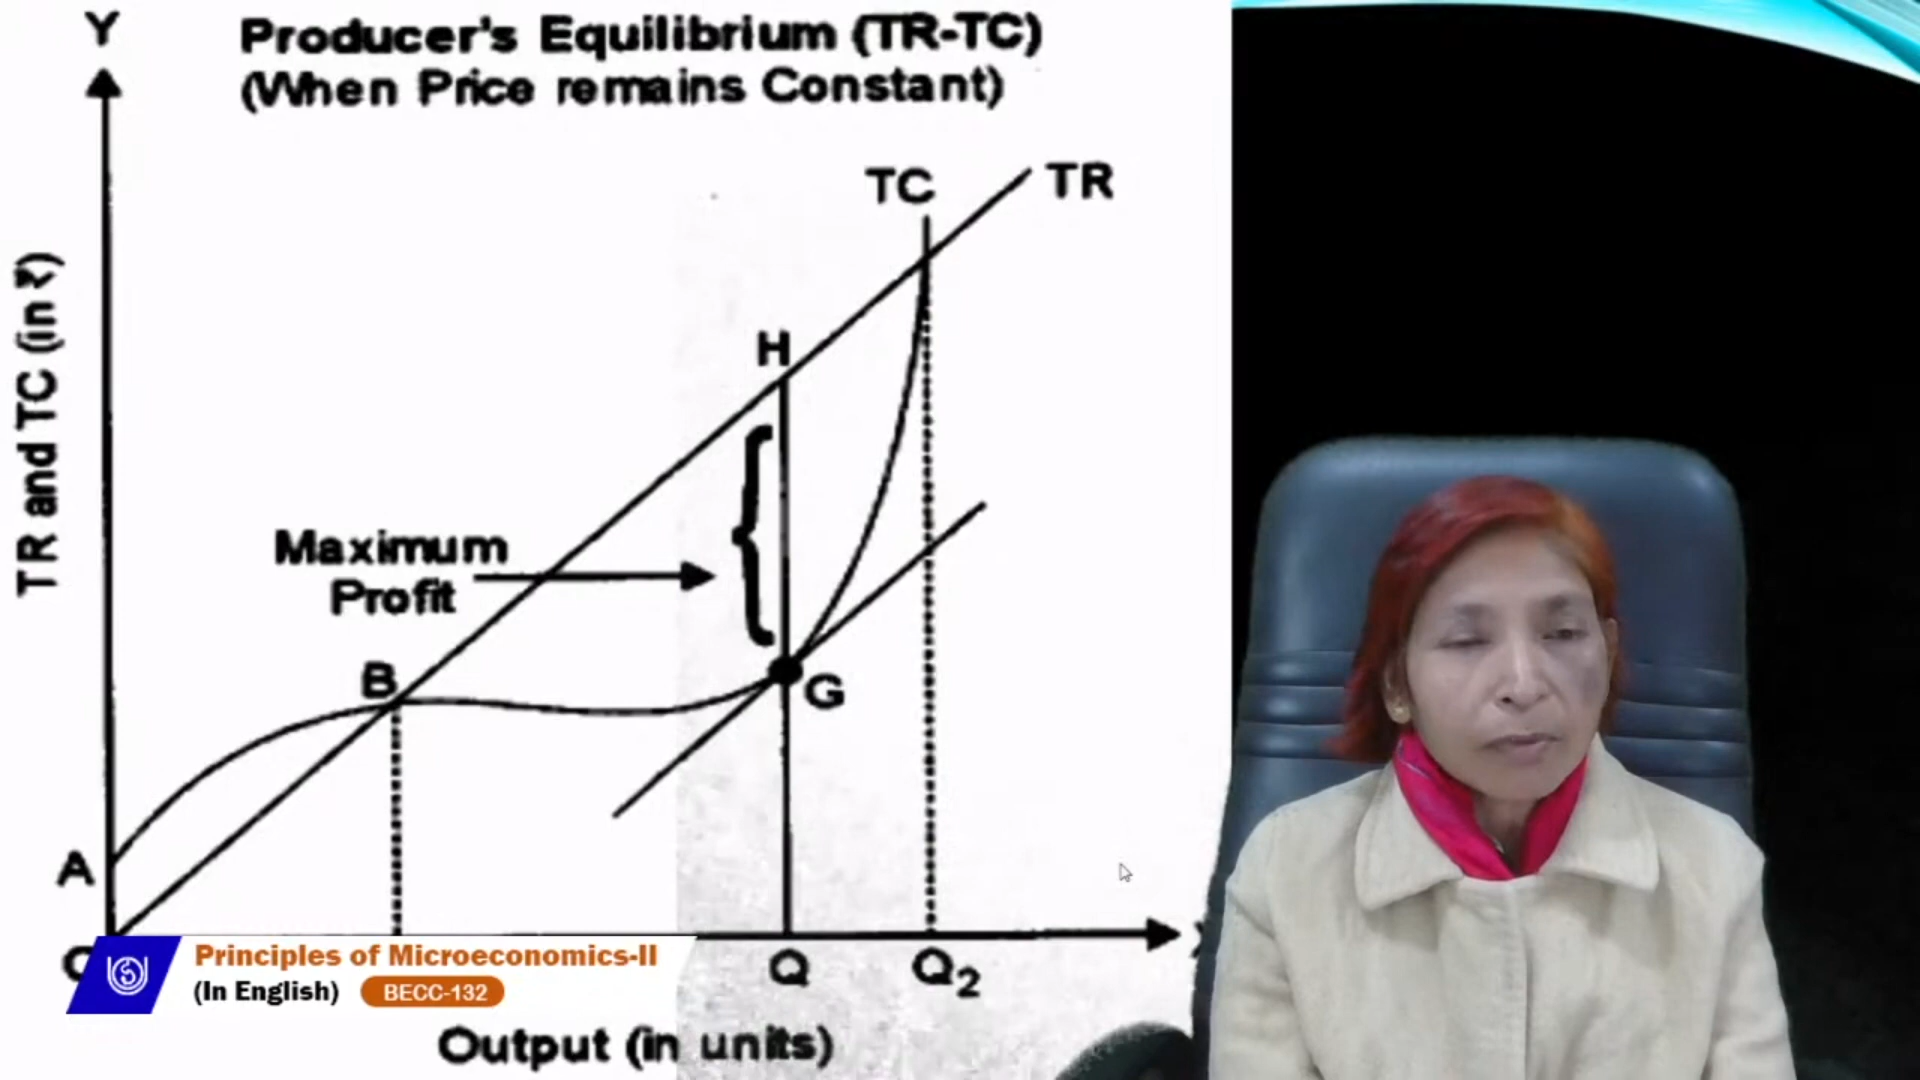 Y
Producer's Equilibrium (TR-TC)
(When Price remains Constant)
TC
TR
TR and TC (in ₹)
H
Maximum
Profit
B
G
A
Q
Q2
Principles of Microeconomics-II
(In English)
BECC-132
Output (in units)